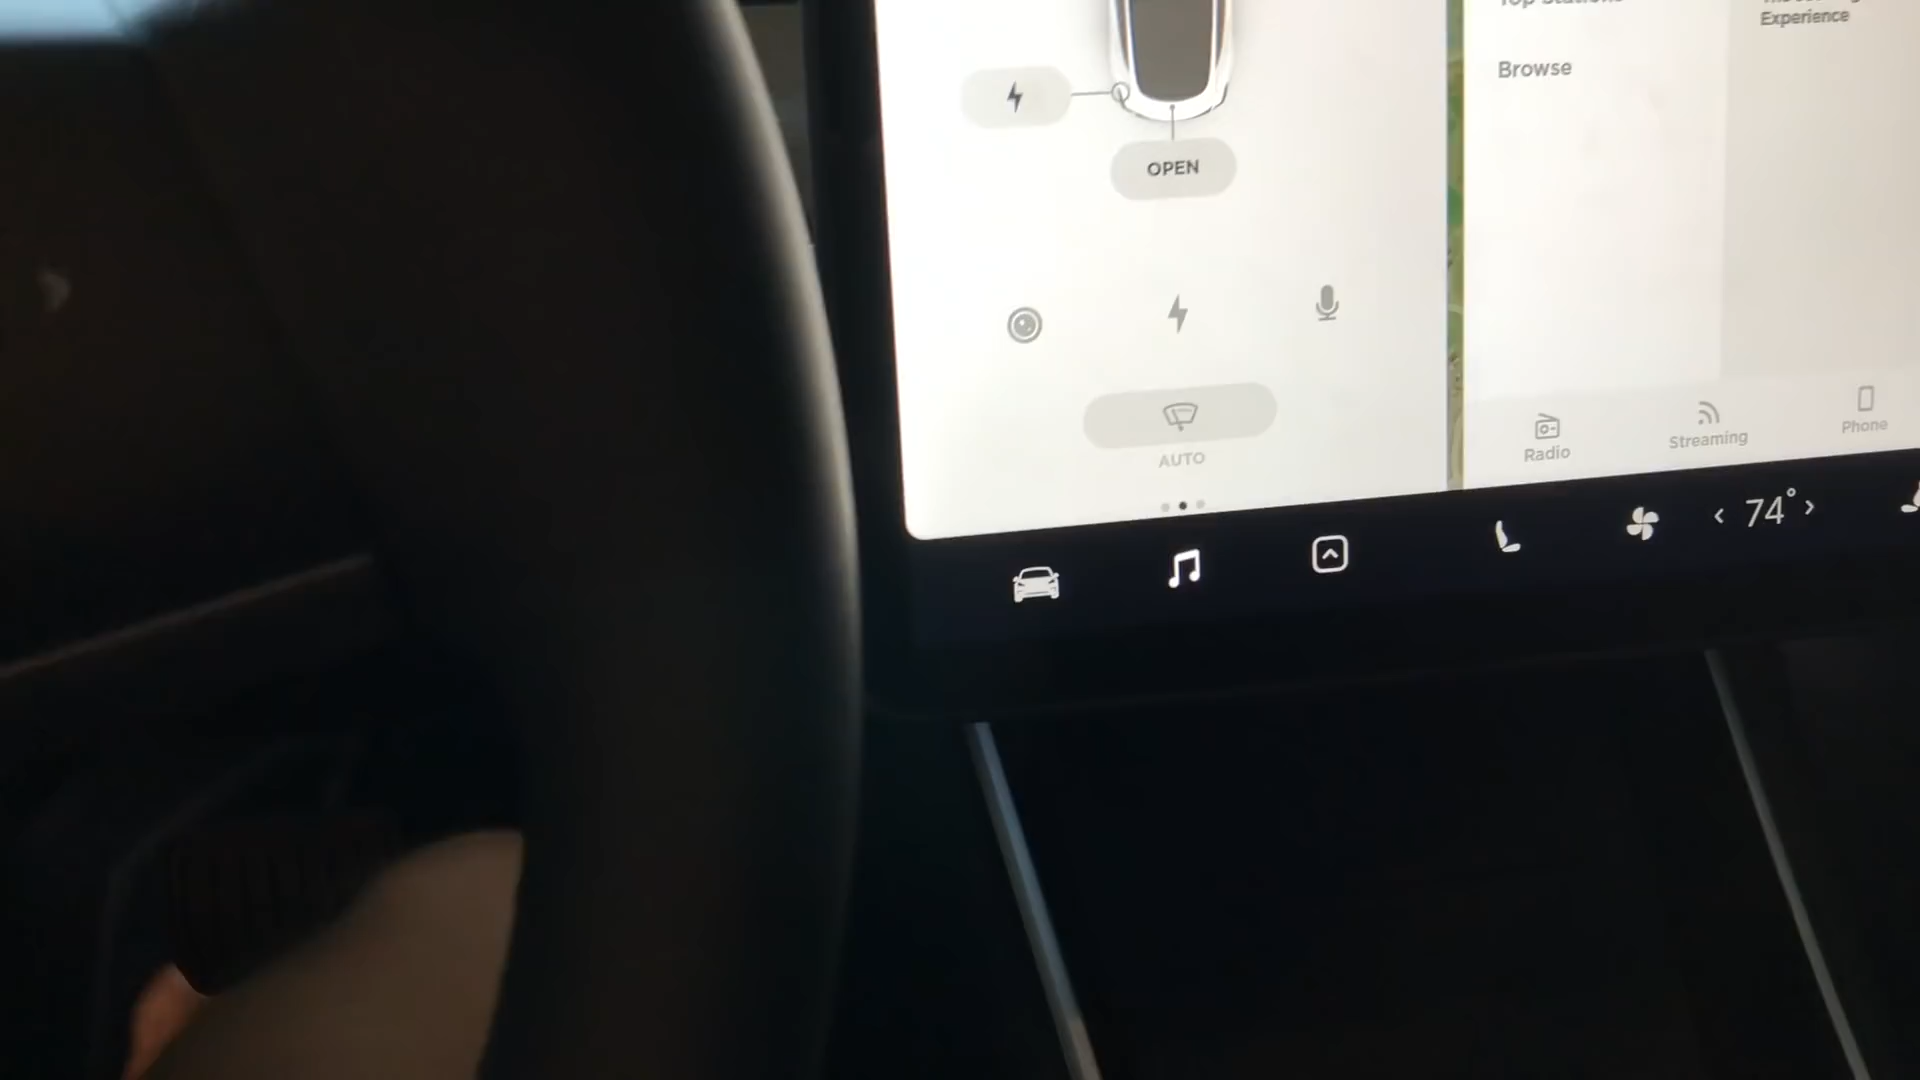 Experience
Browse
OPEN
AUTO
Radio
Streaming
Phone
< 74° >